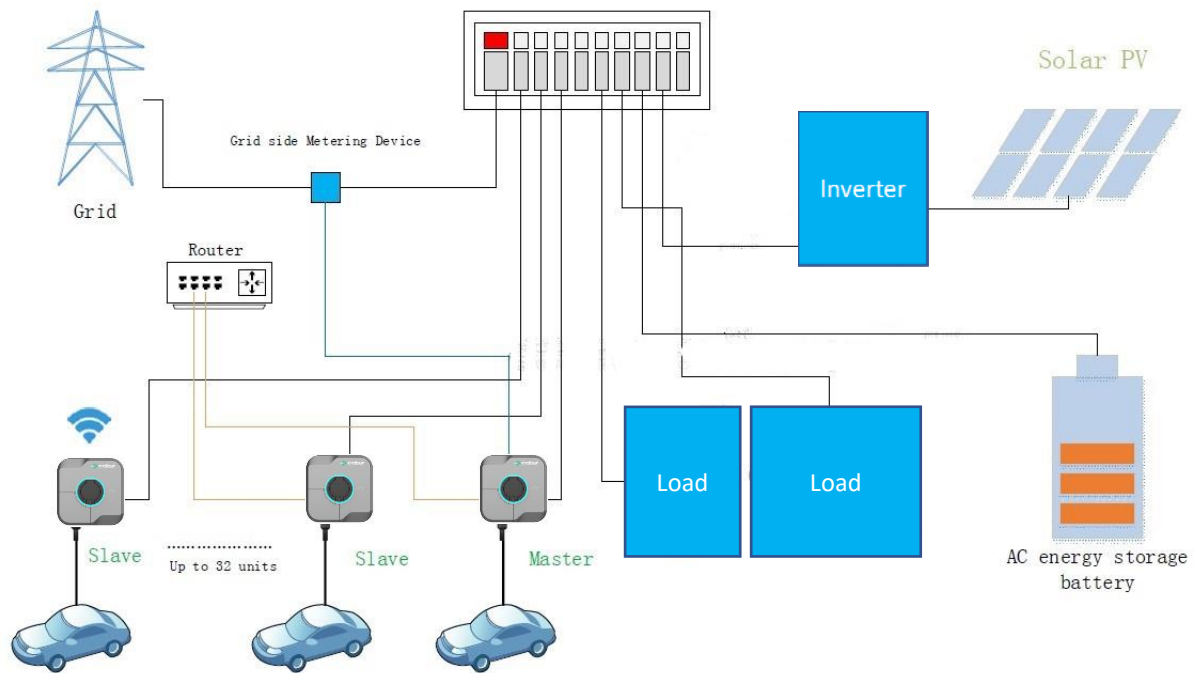 Solar PV
Grid side Metering Device
Inverter
Grid
Router
Load
Load
Slave
Slave
Master
Up to 32 units
AC energy storage
battery